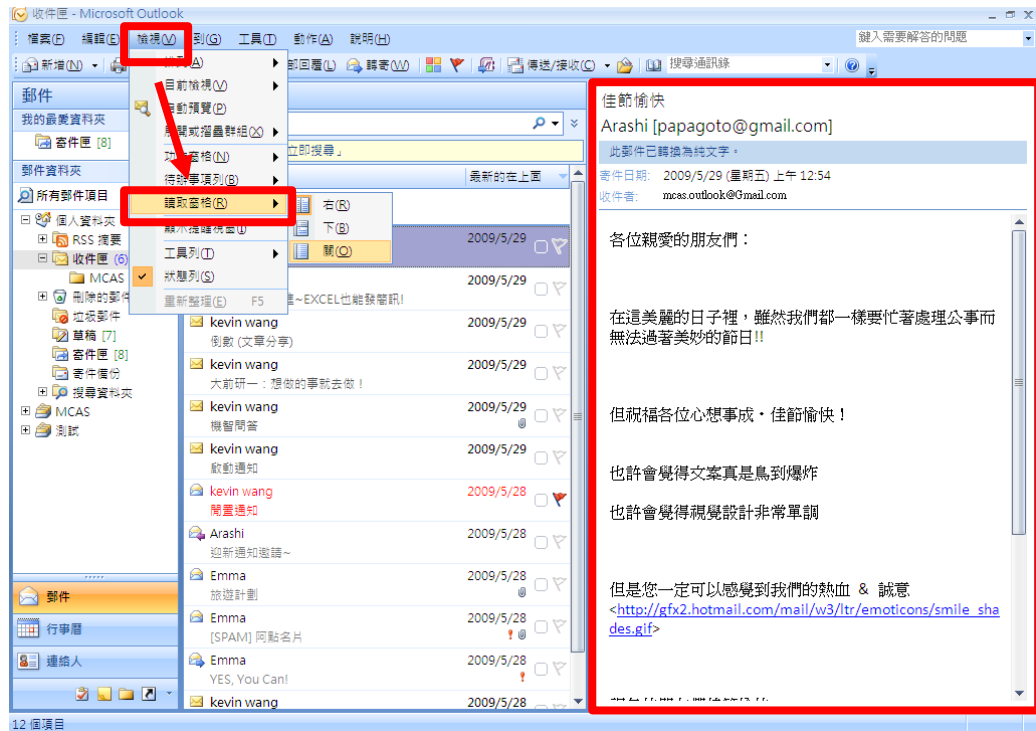 收件匣 - Microsoft Outlook
檔案(F) 編輯(E) 檢視(V) 到(G) 工具(T) 動作(A) 說明(H)
鍵入需要解答的問題
新增(N) 部回覆(L) 轉寄(W) 傳送/接收(C) 搜尋通訊錄
郵件
我的最愛資料夾
寄件匣 [8]
郵件資料夾
所有郵件項目
個人資料夾
RSS 摘要
收件匣 (6)
MCAS
刪除的郵件
垃圾郵件
草稿 [7]
寄件匣 [8]
寄件備份
搜尋資料夾
MCAS
測試
郵件
行事曆
連絡人
12 個項目
(A)
目前檢視(V)
自動預覽(P)
展開或摺疊群組(X)
窗格(N)
待辦事項列(B)
讀取窗格(R)
工具列(T)
狀態列(S)
重新整理(E) F5
右(R)
下(B)
關(O)
立即搜尋」
最新的在上面
2009/5/29
2009/5/29
~EXCEL也能發簡訊!
kevin wang 2009/5/29
倒數 (文章分享)
kevin wang 2009/5/29
大前研一：想做的事就去做！
kevin wang 2009/5/29
機智問答
kevin wang 2009/5/29
啟動通知
kevin wang 2009/5/28
鬧置通知
Arashi 2009/5/28
迎新通知邀請~
Emma 2009/5/28
旅遊計劃
Emma 2009/5/28
[SPAM] 阿點名片
Emma 2009/5/28
YES, You Can!
kevin wang 2009/5/28
佳節愉快
Arashi [papagoto@gmail.com]
此郵件已轉換為純文字。
寄件日期: 2009/5/29 (星期五) 上午 12:54
收件者: mcas.outlook@Gmail.com
各位親愛的朋友們：
在這美麗的日子裡，雖然我們都一樣要忙著處理公事而
無法過著美妙的節日!!
但祝福各位心想事成‧佳節愉快！
也許會覺得文案真是鳥到爆炸
也許會覺得視覺設計非常單調
但是您一定可以感覺到我們的熱血 & 誠意
<http://gfx2.hotmail.com/mail/w3/ltr/emoticons/smile_sha
des.gif>